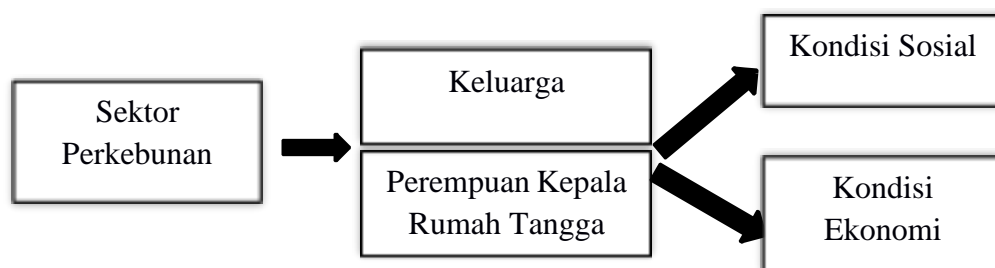 Sektor
Perkebunan
Keluarga
Perempuan Kepala
Rumah Tangga
Kondisi Sosial
Kondisi
Ekonomi